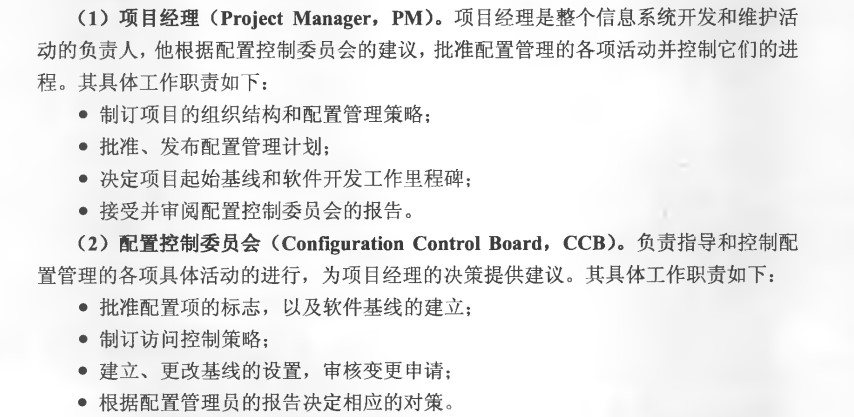 （1）项目经理（Project Manager，PM）。项目经理是整个信息系统开发和维护活
动的负责人，他根据配置控制委员会的建议，批准配置管理的各项活动并控制它们的进
程。其具体工作职责如下：
● 制订项目的组织结构和配置管理策略；
● 批准、发布配置管理计划；
● 决定项目起始基线和软件开发工作里程碑；
● 接受并审阅配置控制委员会的报告。
（2）配置控制委员会（Configuration Control Board，CCB）。负责指导和控制配
置管理的各项具体活动的进行，为项目经理的决策提供建议。其具体工作职责如下：
● 批准配置项的标志，以及软件基线的建立；
● 制订访问控制策略；
● 建立、更改基线的设置，审核变更申请；
● 根据配置管理员的报告决定相应的对策。